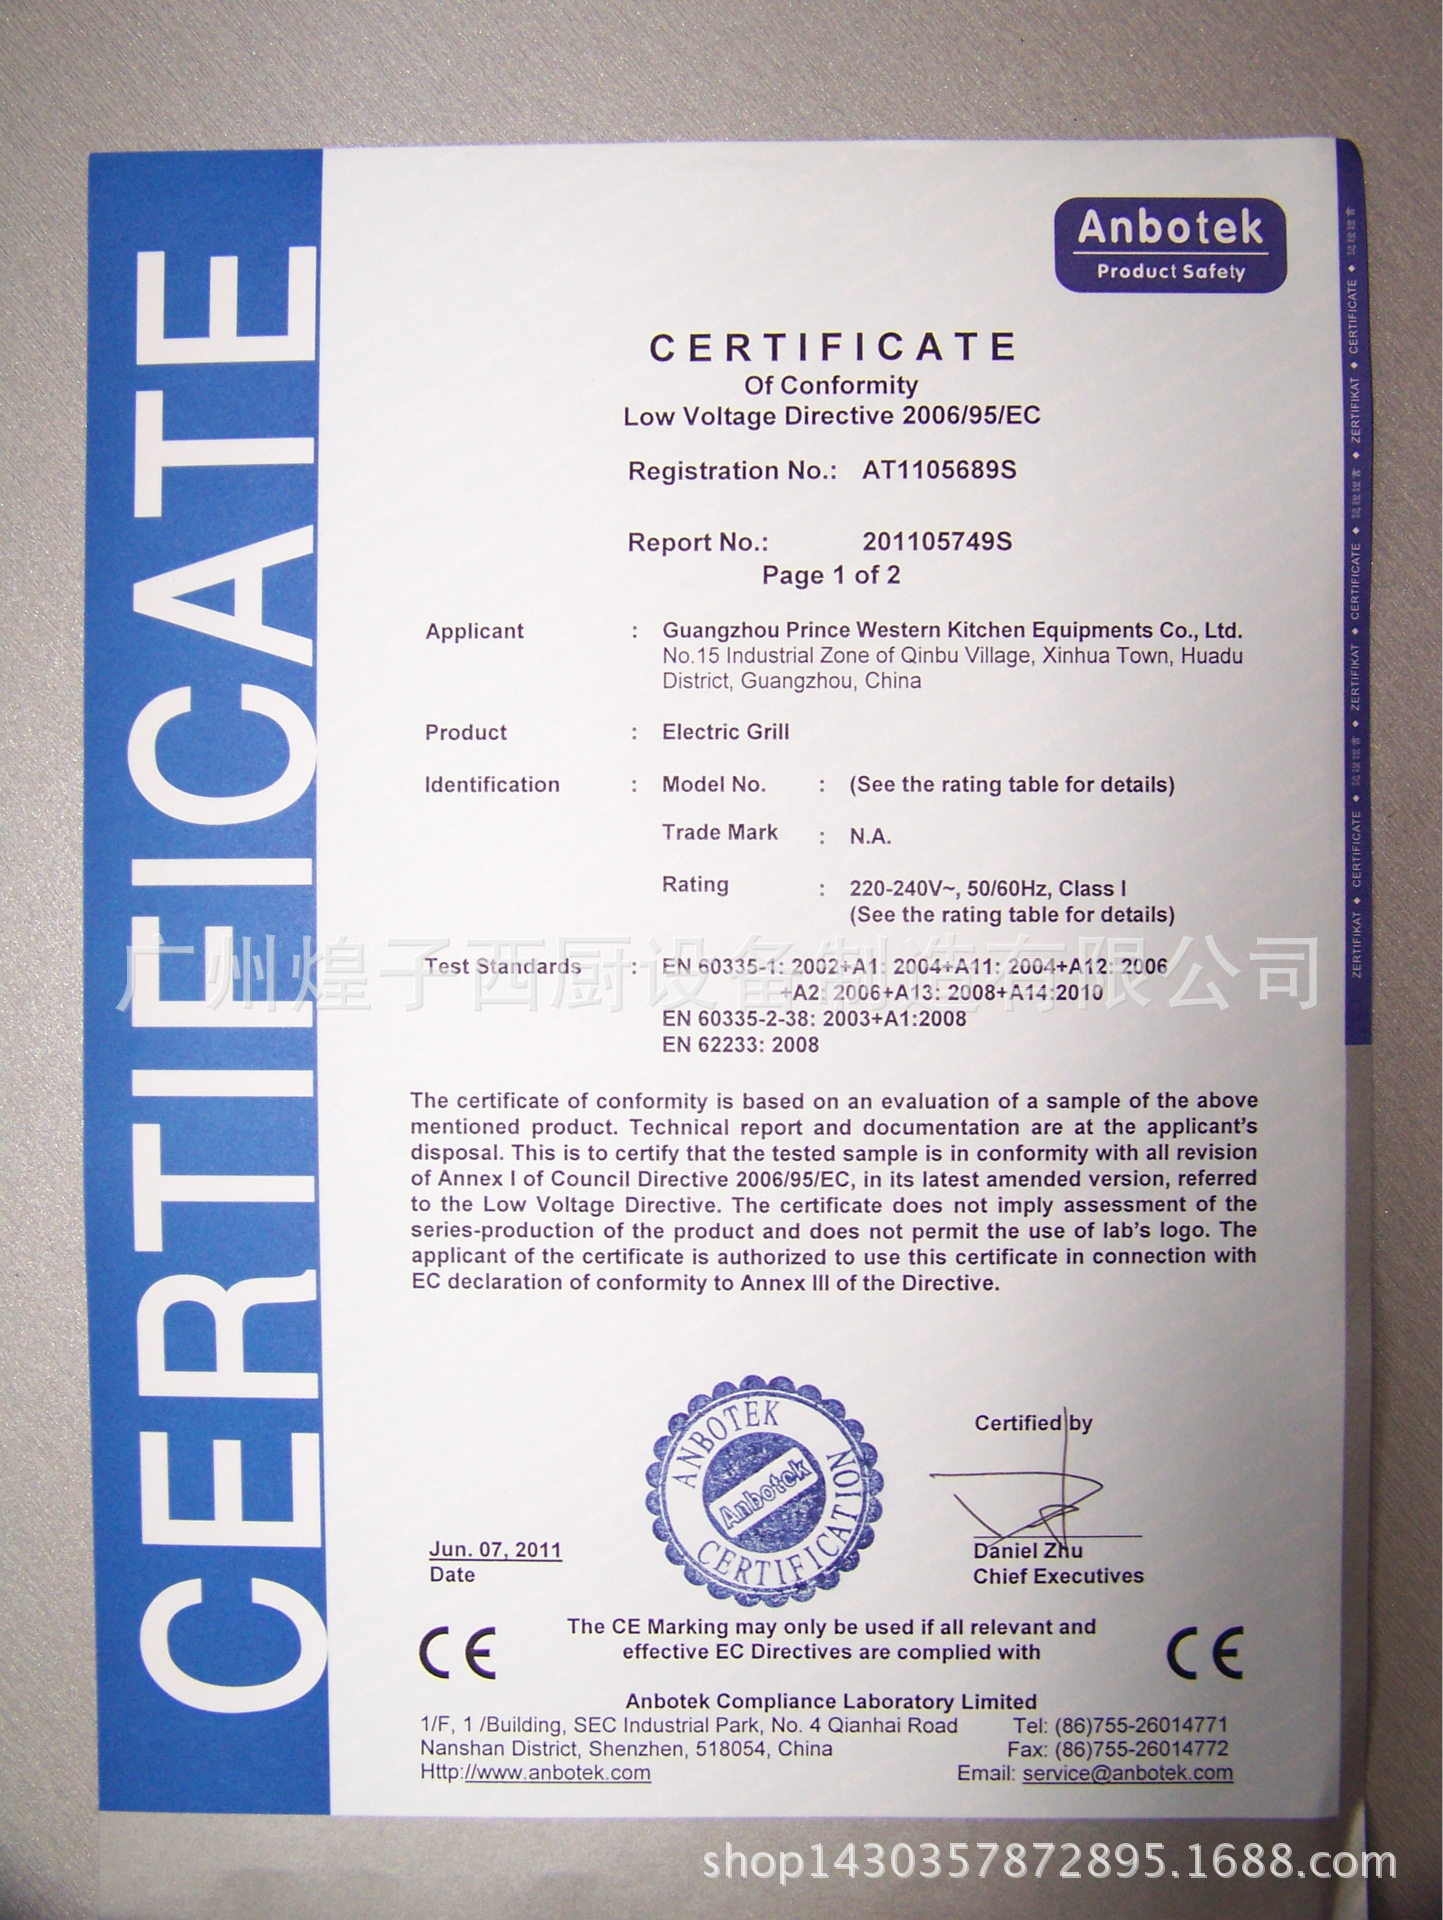 CERTIFICATE
Anbotek
Product Safety
CERTIFICATE
Of Conformity
Low Voltage Directive 2006/95/EC
Registration No.: AT1105689S
Report No.: 201105749S
Page 1 of 2
Applicant : Guangzhou Prince Western Kitchen Equipments Co., Ltd.
No.15 Industrial Zone of Qinbu Village, Xinhua Town, Huadu
District, Guangzhou, China
Product : Electric Grill
Identification : Model No. : (See the rating table for details)
Trade Mark : N.A.
Rating : 220-240V~, 50/60Hz, Class I
(See the rating table for details)
广州煌子西厨设备制造有限公司
Test Standards : EN 60335-1: 2002+A1: 2004+A11: 2004+A12: 2006
+A2: 2006+A13: 2008+A14:2010
EN 60335-2-38: 2003+A1:2008
EN 62233: 2008
The certificate of conformity is based on an evaluation of a sample of the above
mentioned product. Technical report and documentation are at the applicant's
disposal. This is to certify that the tested sample is in conformity with all revision
of Annex I of Council Directive 2006/95/EC, in its latest amended version, referred
to the Low Voltage Directive. The certificate does not imply assessment of the
series-production of the product and does not permit the use of lab's logo. The
applicant of the certificate is authorized to use this certificate in connection with
EC declaration of conformity to Annex III of the Directive.
ANBOTEK
Anbotek
CERTIFICATION
Certified by
Jun. 07, 2011
Date
Daniel Zhu
Chief Executives
CE
The CE Marking may only be used if all relevant and
effective EC Directives are complied with
CE
Anbotek Compliance Laboratory Limited
1/F, 1 /Building, SEC Industrial Park, No. 4 Qianhai Road Tel: (86)755-26014771
Nanshan District, Shenzhen, 518054, China Fax: (86)755-26014772
Http://www.anbotek.com Email: service@anbotek.com
ZERTIFIKAT ◆ CERTIFICATE ◆ ◆ ZERTIFIKAT ◆ CERTIFICATE ◆ ◆ ZERTIFIKAT ◆ CERTIFICATE ◆
shop1430357872895.1688.com